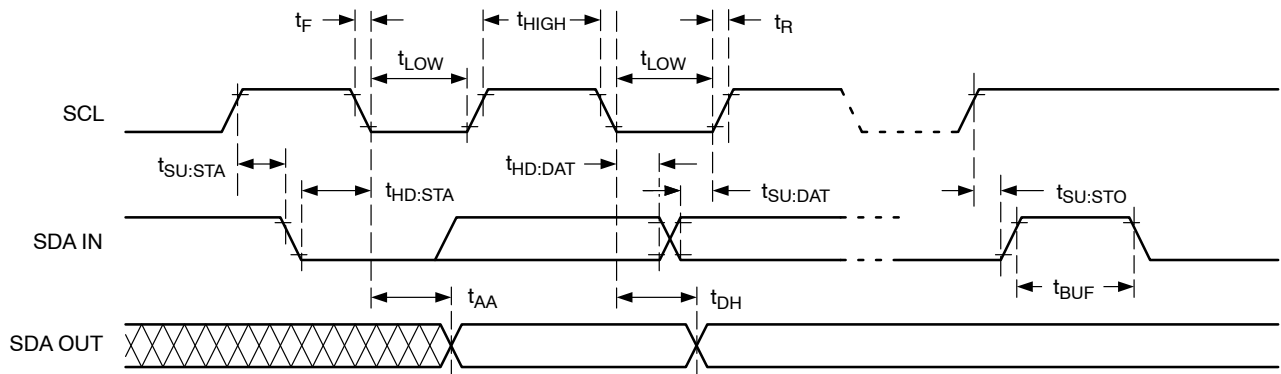 tF
tHIGH
tR
tLOW
tLOW
SCL
tSU:STA
tHD:STA
tHD:DAT
tSU:DAT
tSU:STO
SDA IN
tAA
tDH
tBUF
SDA OUT